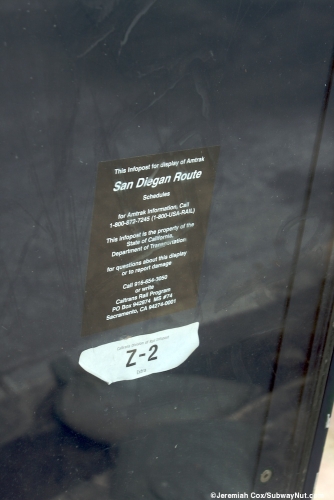 This Infopost for display of Amtrak
San Diegan Route
Schedules
for Amtrak Information, Call
1-800-872-7245 (1-800-USA-RAIL)
This infopost is the property of the
State of California,
Department of Transportation
for questions about this display
or to report damage
Call 916-654-3050
or write
Caltrans Rail Program
PO Box 942874 MS #74
Sacramento, CA 94274-0001
Z-2
©Jeremiah Cox/SubwayNut.c